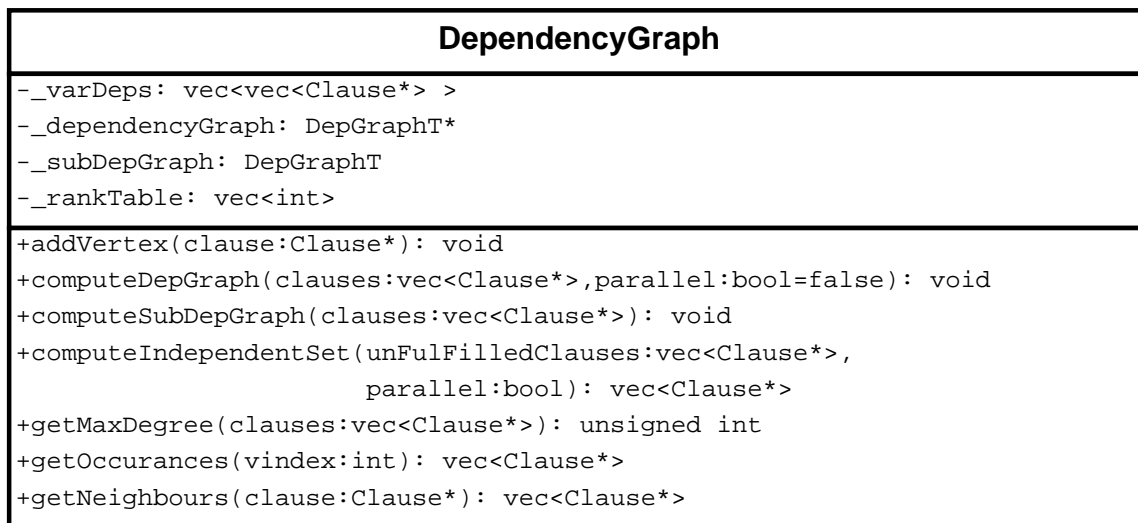 DependencyGraph
-_varDeps: vec<vec<Clause*> >
-_dependencyGraph: DepGraphT*
-_subDepGraph: DepGraphT
-_rankTable: vec<int>
+addVertex(clause:Clause*): void
+computeDepGraph(clauses:vec<Clause*>,parallel:bool=false): void
+computeSubDepGraph(clauses:vec<Clause*>): void
+computeIndependentSet(unFulFilledClauses:vec<Clause*>,
parallel:bool): vec<Clause*>
+getMaxDegree(clauses:vec<Clause*>): unsigned int
+getOccurances(vindex:int): vec<Clause*>
+getNeighbours(clause:Clause*): vec<Clause*>